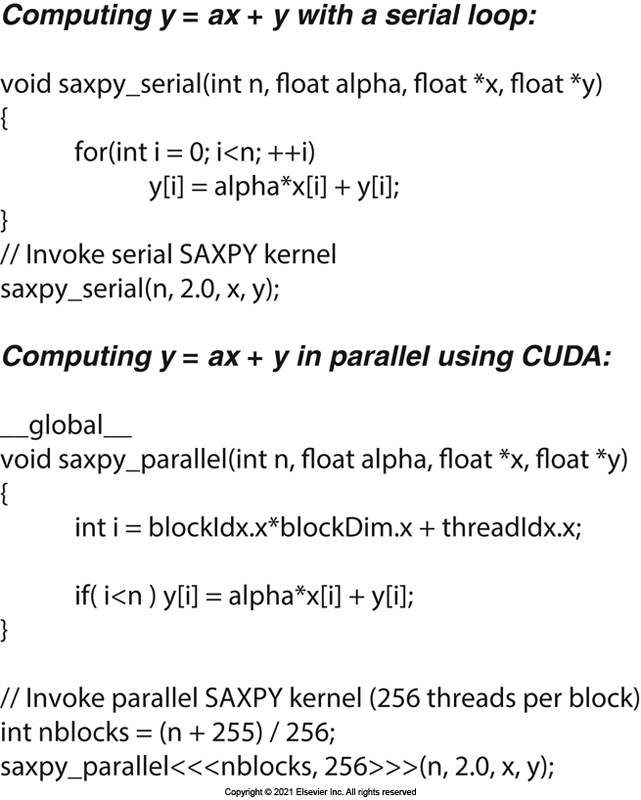 Computing y = ax + y with a serial loop:
void saxpy_serial(int n, float alpha, float *x, float *y)
{
for(int i = 0; i<n; ++i)
y[i] = alpha*x[i] + y[i];
}
// Invoke serial SAXPY kernel
saxpy_serial(n, 2.0, x, y);
Computing y = ax + y in parallel using CUDA:
__global__
void saxpy_parallel(int n, float alpha, float *x, float *y)
{
int i = blockIdx.x*blockDim.x + threadIdx.x;
if( i<n ) y[i] = alpha*x[i] + y[i];
}
// Invoke parallel SAXPY kernel (256 threads per block)
int nblocks = (n + 255) / 256;
saxpy_parallel<<<nblocks, 256>>>(n, 2.0, x, y);
Copyright © 2021 Elsevier Inc. All rights reserved